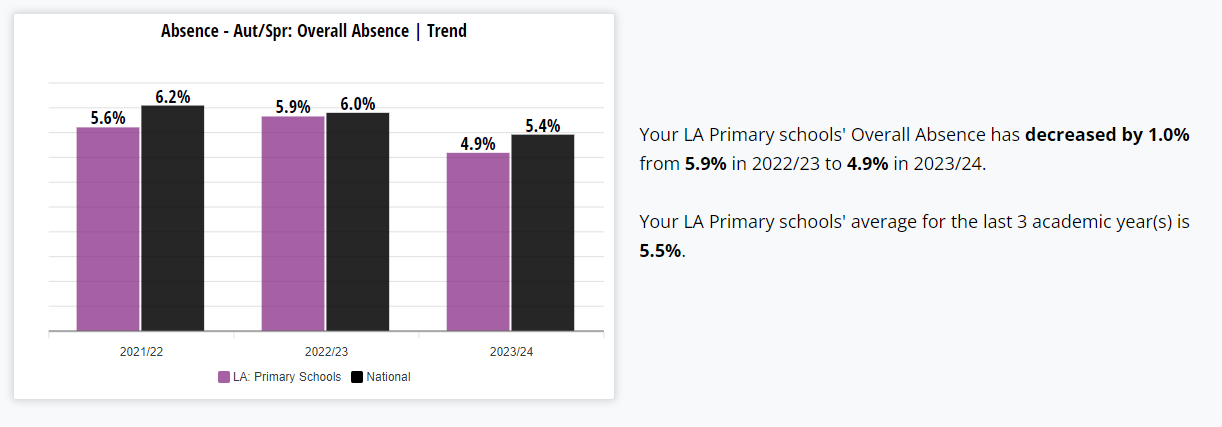 Absence - Aut/Spr: Overall Absence | Trend
5.6% 6.2% 5.9% 6.0% 4.9% 5.4%
2021/22 2022/23 2023/24
LA: Primary Schools National
Your LA Primary schools' Overall Absence has decreased by 1.0%
from 5.9% in 2022/23 to 4.9% in 2023/24.
Your LA Primary schools' average for the last 3 academic year(s) is
5.5%.